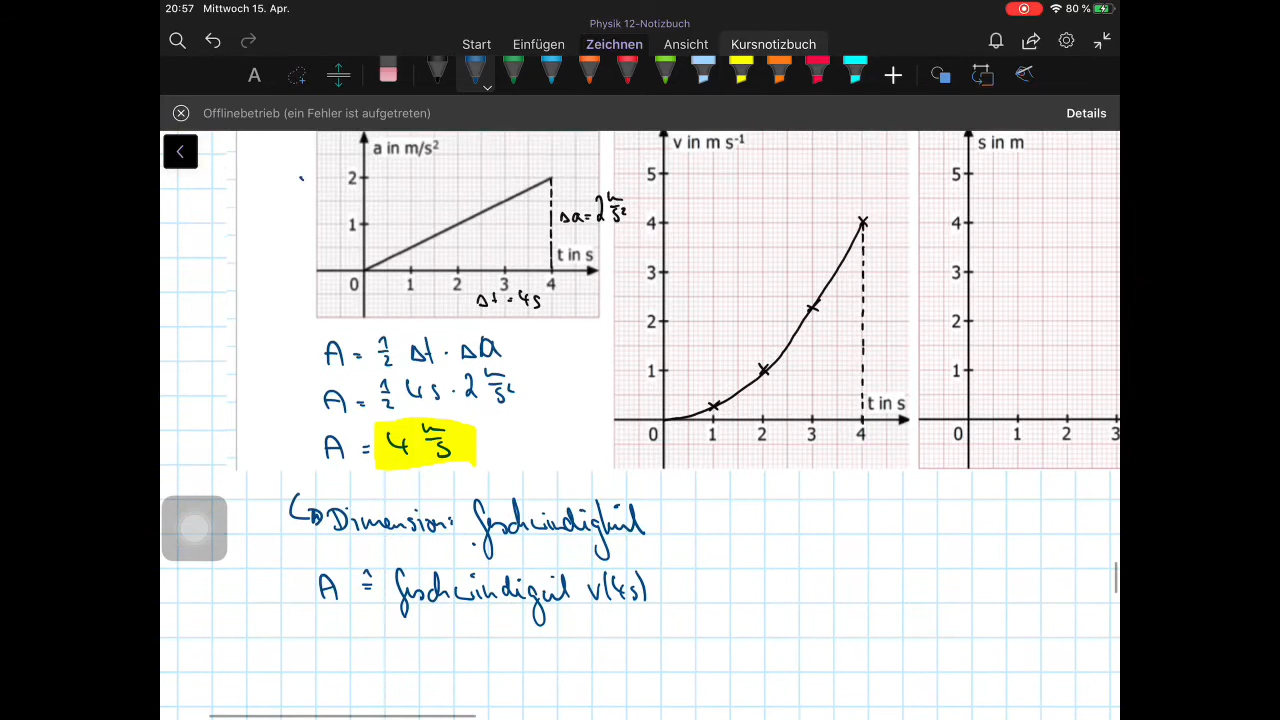 20:57 Mittwoch 15. Apr.
80 %
Physik 12-Notizbuch
Start Einfügen Zeichnen Ansicht Kursnotizbuch
A
Offlinebetrieb (ein Fehler ist aufgetreten)
Details
a in m/s²
2
1
0 1 2 3 4
t in s
Δa = 2 m/s²
Δt = 4s
v in m s⁻¹
5
4
3
2
1
0 1 2 3 4
t in s
s in m
5
4
3
2
1
0 1 2 3
A = 1/2 Δt · Δa
A = 1/2 4s · 2 m/s²
A = 4 m/s
↳ Dimension: Geschwindigkeit
A ≙ Geschwindigkeit v(4s)